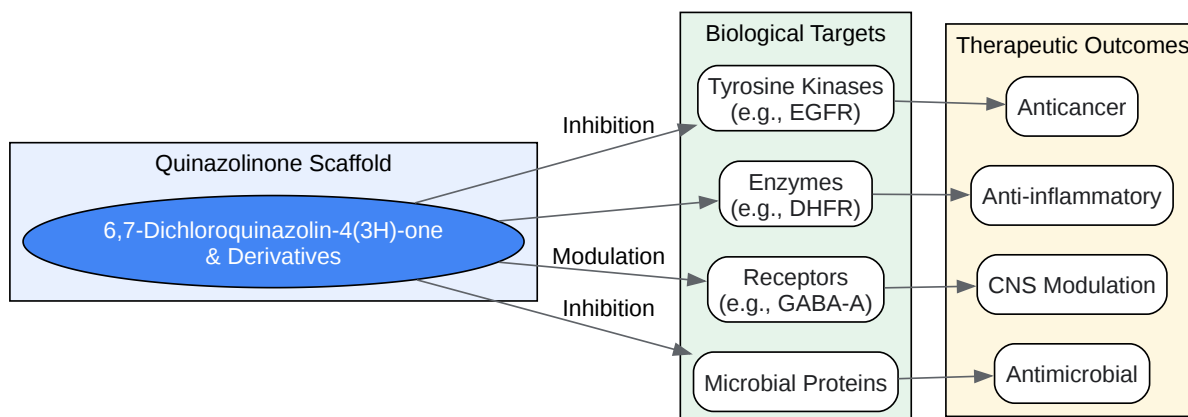 Quinazolinone Scaffold
6,7-Dichloroquinazolin-4(3H)-one
& Derivatives
Inhibition
Modulation
Inhibition
Biological Targets
Tyrosine Kinases
(e.g., EGFR)
Enzymes
(e.g., DHFR)
Receptors
(e.g., GABA-A)
Microbial Proteins
Therapeutic Outcomes
Anticancer
Anti-inflammatory
CNS Modulation
Antimicrobial